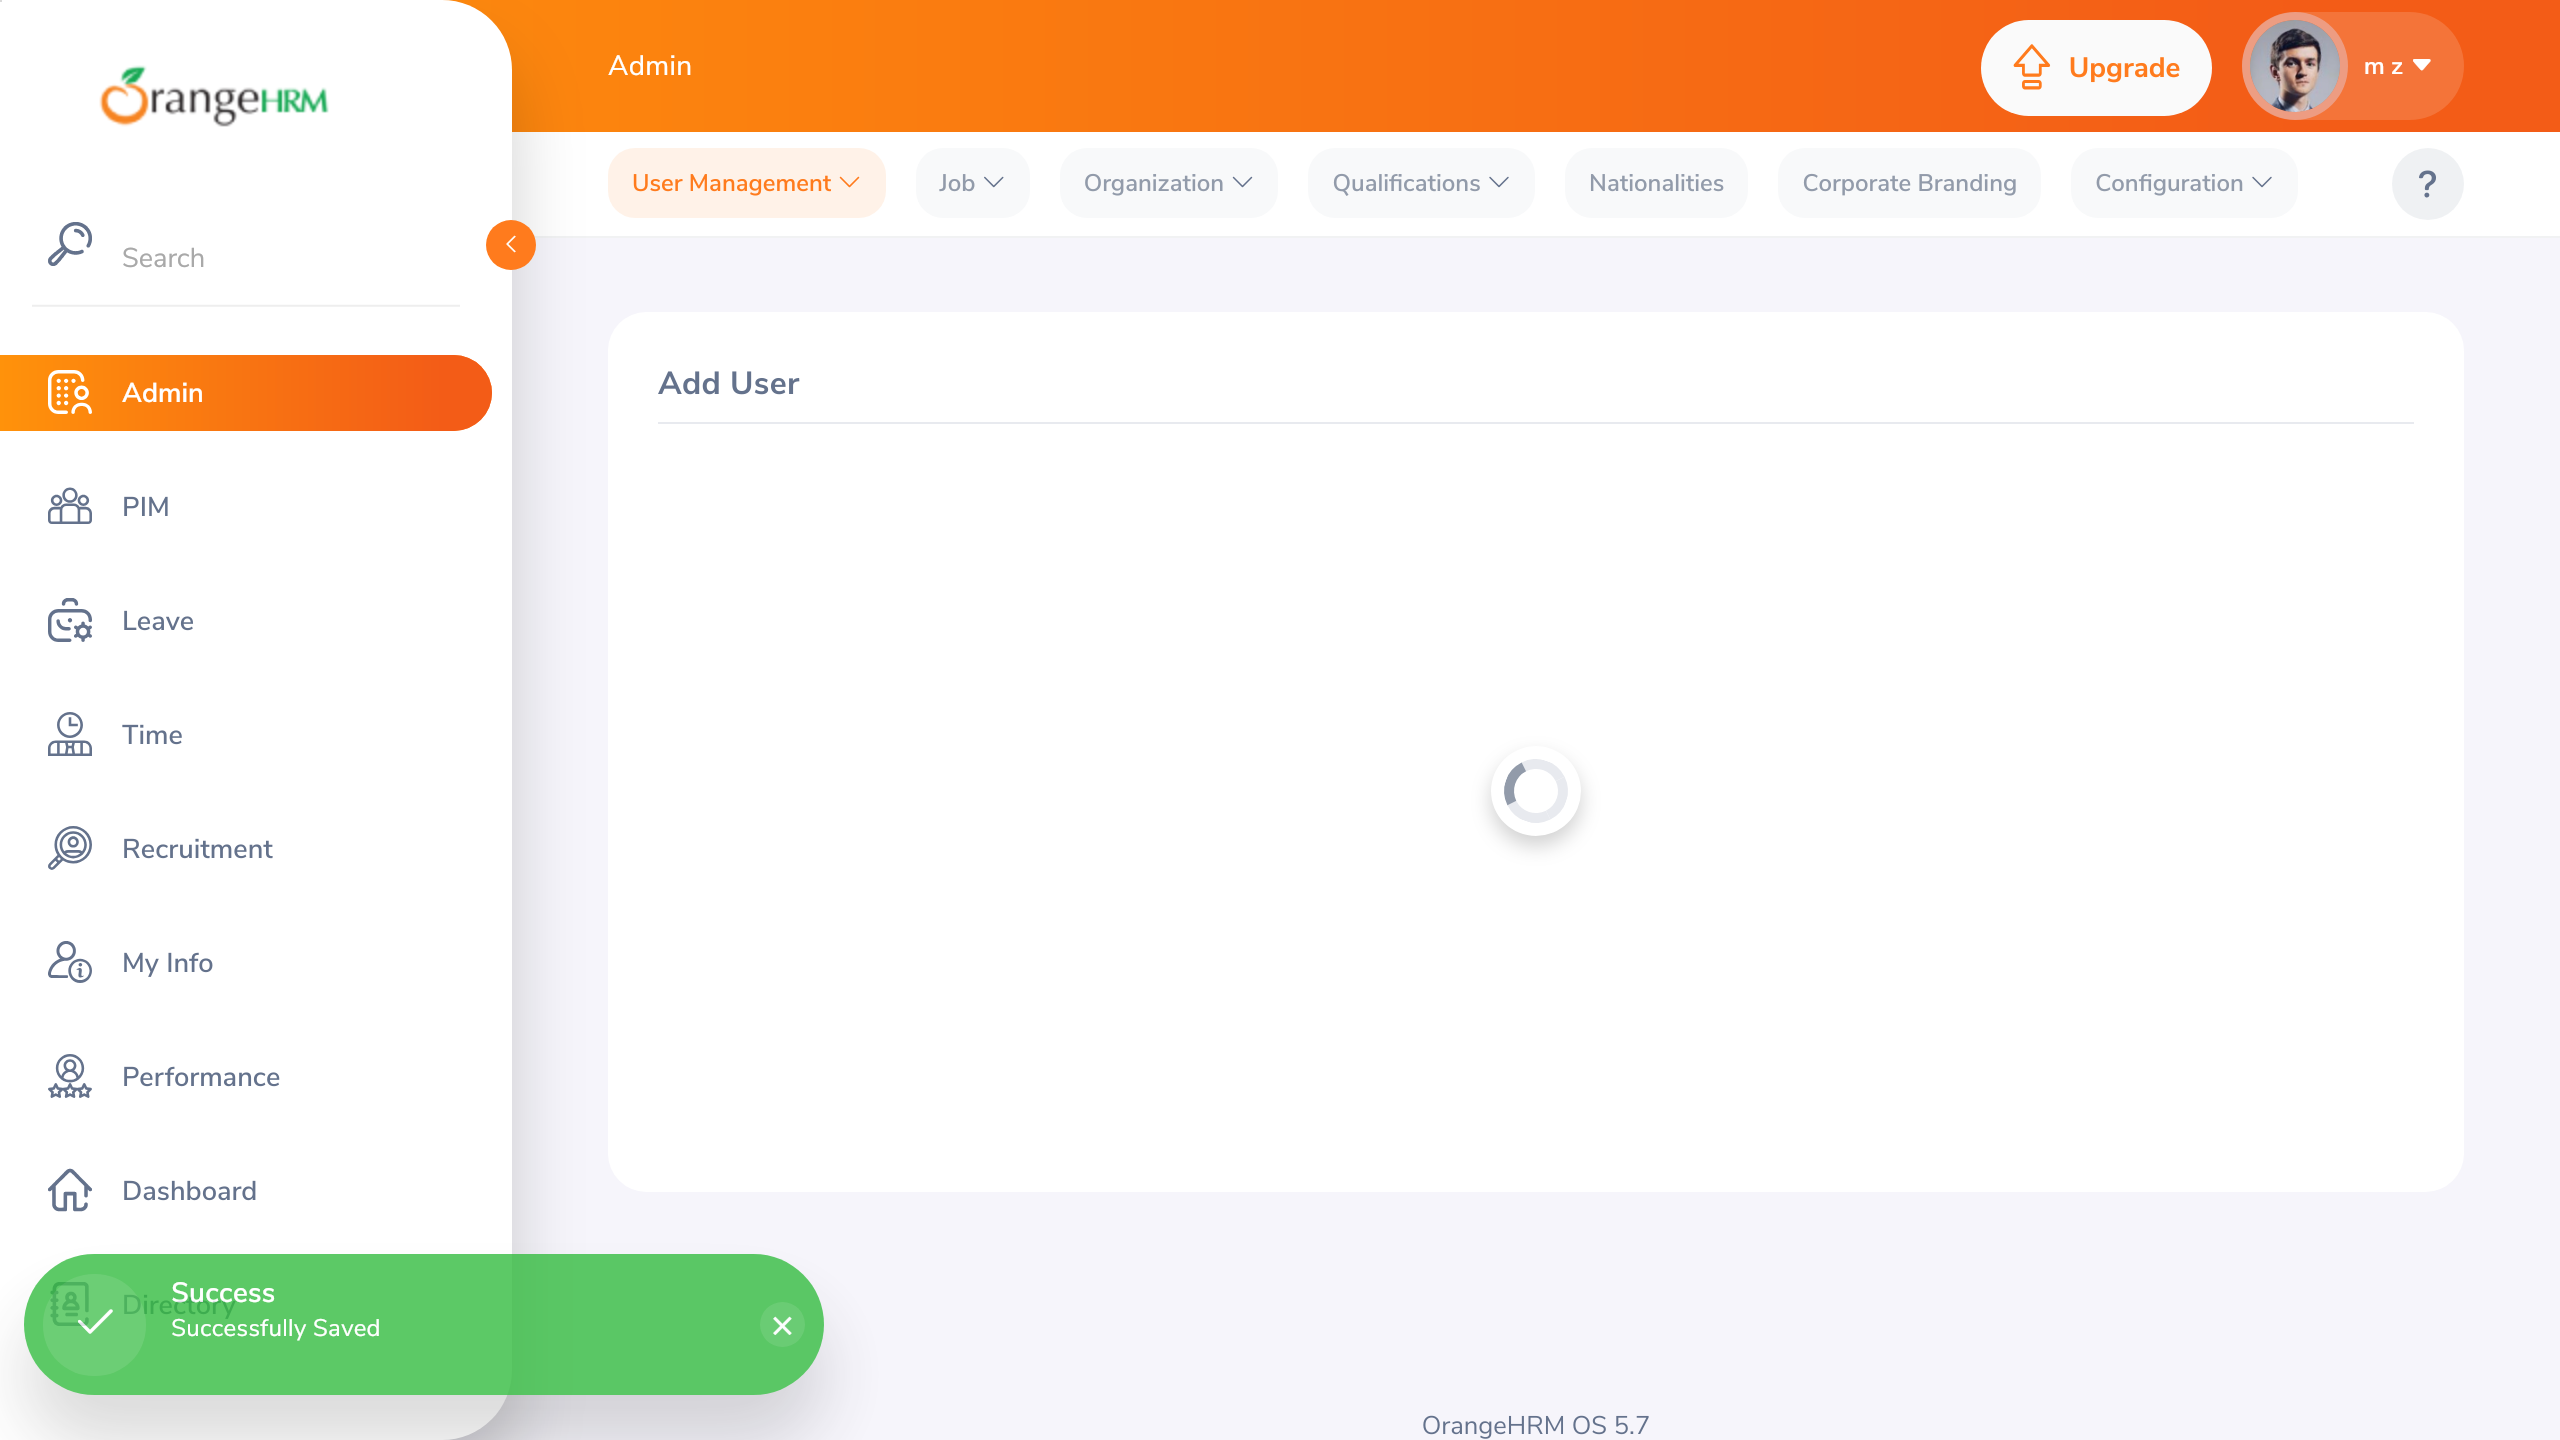 OrangeHRM
Search
Admin
PIM
Leave
Time
Recruitment
My Info
Performance
Dashboard
Directory
Admin
Upgrade
m z
User Management
Job
Organization
Qualifications
Nationalities
Corporate Branding
Configuration
?
Add User
Success
Successfully Saved
OrangeHRM OS 5.7